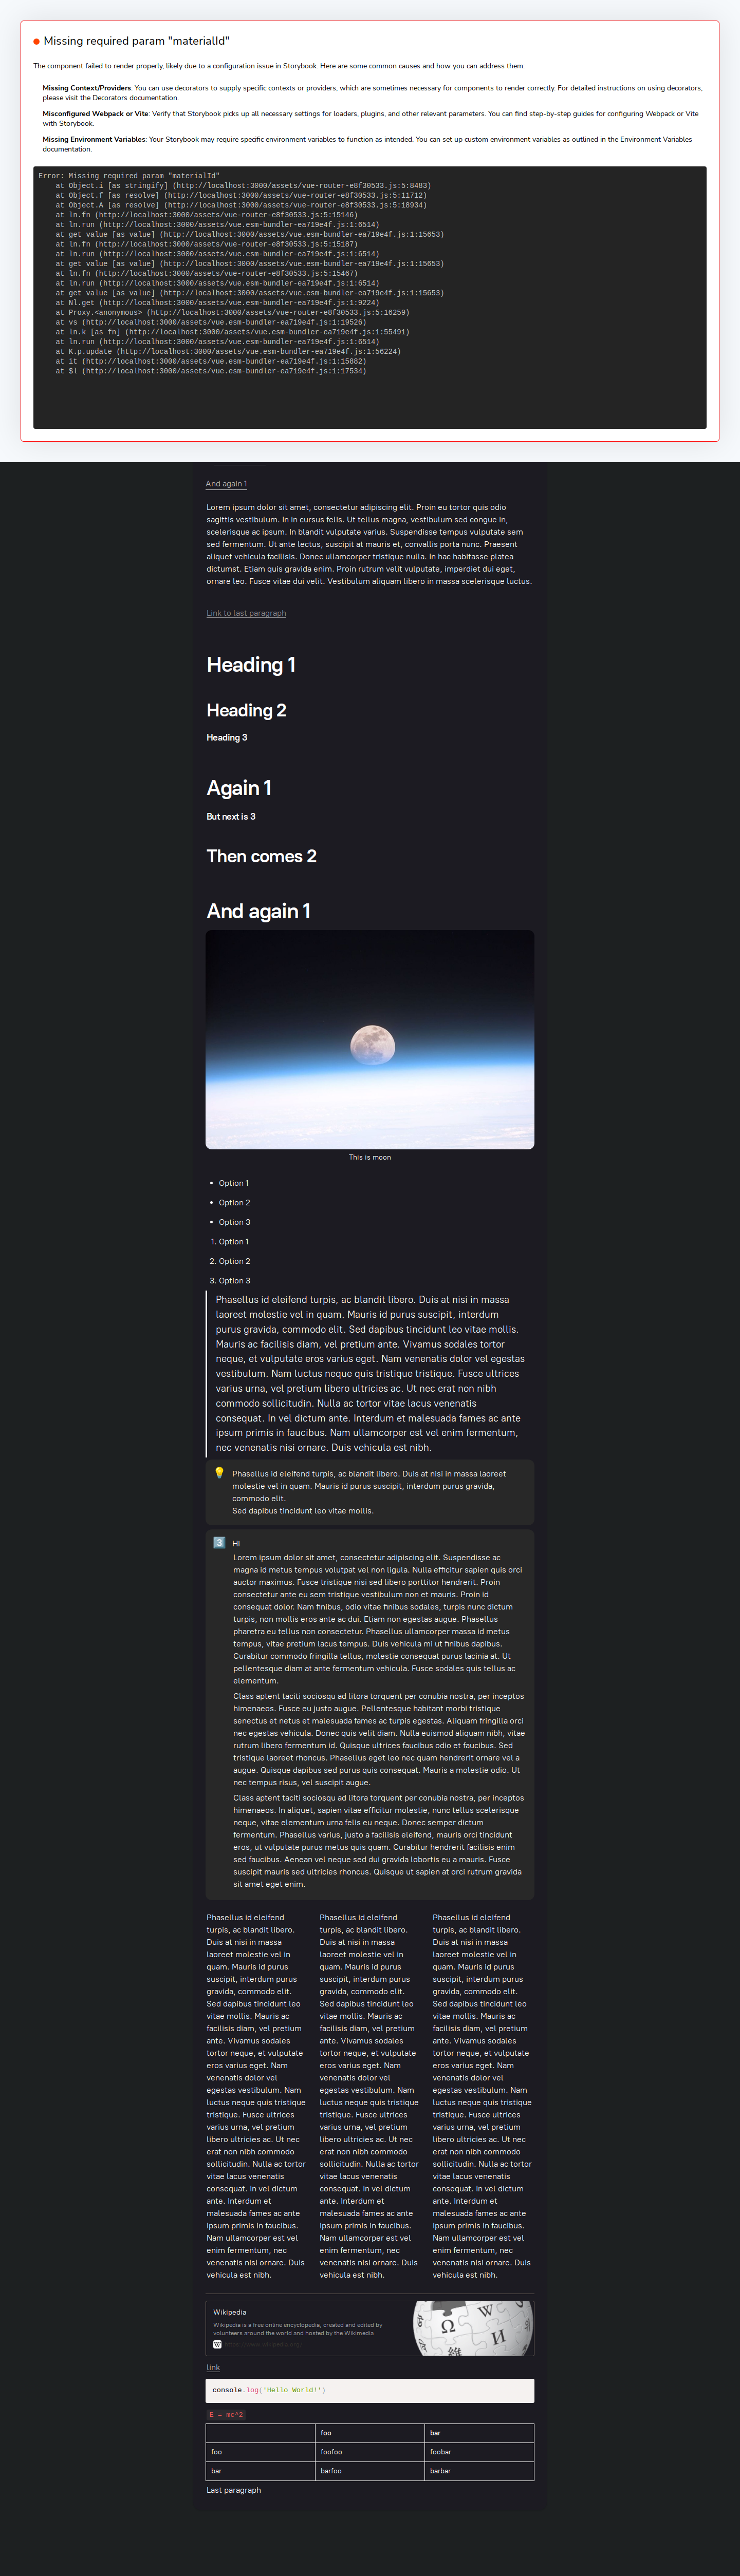 Missing required param "materialId"
The component failed to render properly, likely due to a configuration issue in Storybook. Here are some common causes and how you can address them:
Missing Context/Providers: You can use decorators to supply specific contexts or providers, which are sometimes necessary for components to render correctly. For detailed instructions on using decorators,
please visit the Decorators documentation.
Misconfigured Webpack or Vite: Verify that Storybook picks up all necessary settings for loaders, plugins, and other relevant parameters. You can find step-by-step guides for configuring Webpack or Vite
with Storybook.
Missing Environment Variables: Your Storybook may require specific environment variables to function as intended. You can set up custom environment variables as outlined in the Environment Variables
documentation.
Error: Missing required param "materialId"
at Object.i [as stringify] (http://localhost:3000/assets/vue-router-e8f30533.js:5:8483)
at Object.f [as resolve] (http://localhost:3000/assets/vue-router-e8f30533.js:5:11712)
at Object.A [as resolve] (http://localhost:3000/assets/vue-router-e8f30533.js:5:18934)
at ln.fn (http://localhost:3000/assets/vue-router-e8f30533.js:5:15146)
at ln.run (http://localhost:3000/assets/vue.esm-bundler-ea719e4f.js:1:6514)
at get value [as value] (http://localhost:3000/assets/vue.esm-bundler-ea719e4f.js:1:15653)
at ln.fn (http://localhost:3000/assets/vue-router-e8f30533.js:5:15187)
at ln.run (http://localhost:3000/assets/vue.esm-bundler-ea719e4f.js:1:6514)
at get value [as value] (http://localhost:3000/assets/vue.esm-bundler-ea719e4f.js:1:15653)
at ln.fn (http://localhost:3000/assets/vue-router-e8f30533.js:5:15467)
at ln.run (http://localhost:3000/assets/vue.esm-bundler-ea719e4f.js:1:6514)
at get value [as value] (http://localhost:3000/assets/vue.esm-bundler-ea719e4f.js:1:15653)
at Nl.get (http://localhost:3000/assets/vue.esm-bundler-ea719e4f.js:1:9224)
at Proxy.<anonymous> (http://localhost:3000/assets/vue-router-e8f30533.js:5:16259)
at vs (http://localhost:3000/assets/vue.esm-bundler-ea719e4f.js:1:19526)
at ln.k [as fn] (http://localhost:3000/assets/vue.esm-bundler-ea719e4f.js:1:55491)
at ln.run (http://localhost:3000/assets/vue.esm-bundler-ea719e4f.js:1:6514)
at K.p.update (http://localhost:3000/assets/vue.esm-bundler-ea719e4f.js:1:56224)
at it (http://localhost:3000/assets/vue.esm-bundler-ea719e4f.js:1:15882)
at $l (http://localhost:3000/assets/vue.esm-bundler-ea719e4f.js:1:17534)
And again 1
Lorem ipsum dolor sit amet, consectetur adipiscing elit. Proin eu tortor quis odio
sagittis vestibulum. In in cursus felis. Ut tellus magna, vestibulum sed congue in,
scelerisque ac ipsum. In blandit vulputate varius. Suspendisse tempus vulputate sem
sed fermentum. Ut ante lectus, suscipit at mauris et, convallis porta nunc. Praesent
aliquet vehicula facilisis. Donec ullamcorper tristique nulla. In hac habitasse platea
dictumst. Etiam quis gravida enim. Proin rutrum velit vulputate, imperdiet dui eget,
ornare leo. Fusce vitae dui velit. Vestibulum aliquam libero in massa scelerisque luctus.
Link to last paragraph
Heading 1
Heading 2
Heading 3
Again 1
But next is 3
Then comes 2
And again 1
This is moon
• Option 1
• Option 2
• Option 3
1. Option 1
2. Option 2
3. Option 3
Phasellus id eleifend turpis, ac blandit libero. Duis at nisi in massa
laoreet molestie vel in quam. Mauris id purus suscipit, interdum
purus gravida, commodo elit. Sed dapibus tincidunt leo vitae mollis.
Mauris ac facilisis diam, vel pretium ante. Vivamus sodales tortor
neque, et vulputate eros varius eget. Nam venenatis dolor vel egestas
vestibulum. Nam luctus neque quis tristique tristique. Fusce ultrices
varius urna, vel pretium libero ultricies ac. Ut nec erat non nibh
commodo sollicitudin. Nulla ac tortor vitae lacus venenatis
consequat. In vel dictum ante. Interdum et malesuada fames ac ante
ipsum primis in faucibus. Nam ullamcorper est vel enim fermentum,
nec venenatis nisi ornare. Duis vehicula est nibh.
💡 Phasellus id eleifend turpis, ac blandit libero. Duis at nisi in massa laoreet
molestie vel in quam. Mauris id purus suscipit, interdum purus gravida,
commodo elit.
Sed dapibus tincidunt leo vitae mollis.
3️⃣ Hi
Lorem ipsum dolor sit amet, consectetur adipiscing elit. Suspendisse ac
magna id metus tempus volutpat vel non ligula. Nulla efficitur sapien quis orci
auctor maximus. Fusce tristique nisi sed libero porttitor hendrerit. Proin
consectetur ante eu sem tristique vestibulum non et mauris. Proin id
consequat dolor. Nam finibus, odio vitae finibus sodales, turpis nunc dictum
turpis, non mollis eros ante ac dui. Etiam non egestas augue. Phasellus
pharetra eu tellus non consectetur. Phasellus ullamcorper massa id metus
tempus, vitae pretium lacus tempus. Duis vehicula mi ut finibus dapibus.
Curabitur commodo fringilla tellus, molestie consequat purus lacinia at. Ut
pellentesque diam at ante fermentum vehicula. Fusce sodales quis tellus ac
elementum.
Class aptent taciti sociosqu ad litora torquent per conubia nostra, per inceptos
himenaeos. Fusce eu justo augue. Pellentesque habitant morbi tristique
senectus et netus et malesuada fames ac turpis egestas. Aliquam fringilla orci
nec egestas vehicula. Donec quis velit diam. Nulla euismod aliquam nibh, vitae
rutrum libero fermentum id. Quisque ultrices faucibus odio et faucibus. Sed
tristique laoreet rhoncus. Phasellus eget leo nec quam hendrerit ornare vel a
augue. Quisque dapibus sed purus quis consequat. Mauris a molestie odio. Ut
nec tempus risus, vel suscipit augue.
Class aptent taciti sociosqu ad litora torquent per conubia nostra, per inceptos
himenaeos. In aliquet, sapien vitae efficitur molestie, nunc tellus scelerisque
neque, vitae elementum urna felis eu neque. Donec semper dictum
fermentum. Phasellus varius, justo a facilisis eleifend, mauris orci tincidunt
eros, ut vulputate purus metus quis quam. Curabitur hendrerit facilisis enim
sed faucibus. Aenean vel neque sed dui gravida lobortis eu a mauris. Fusce
suscipit mauris sed ultricies rhoncus. Quisque ut sapien at orci rutrum gravida
sit amet eget enim.
Phasellus id eleifend
turpis, ac blandit libero.
Duis at nisi in massa
laoreet molestie vel in
quam. Mauris id purus
suscipit, interdum purus
gravida, commodo elit.
Sed dapibus tincidunt leo
vitae mollis. Mauris ac
facilisis diam, vel pretium
ante. Vivamus sodales
tortor neque, et vulputate
eros varius eget. Nam
venenatis dolor vel
egestas vestibulum. Nam
luctus neque quis tristique
tristique. Fusce ultrices
varius urna, vel pretium
libero ultricies ac. Ut nec
erat non nibh commodo
sollicitudin. Nulla ac tortor
vitae lacus venenatis
consequat. In vel dictum
ante. Interdum et
malesuada fames ac ante
ipsum primis in faucibus.
Nam ullamcorper est vel
enim fermentum, nec
venenatis nisi ornare. Duis
vehicula est nibh.
Phasellus id eleifend
turpis, ac blandit libero.
Duis at nisi in massa
laoreet molestie vel in
quam. Mauris id purus
suscipit, interdum purus
gravida, commodo elit.
Sed dapibus tincidunt leo
vitae mollis. Mauris ac
facilisis diam, vel pretium
ante. Vivamus sodales
tortor neque, et vulputate
eros varius eget. Nam
venenatis dolor vel
egestas vestibulum. Nam
luctus neque quis tristique
tristique. Fusce ultrices
varius urna, vel pretium
libero ultricies ac. Ut nec
erat non nibh commodo
sollicitudin. Nulla ac tortor
vitae lacus venenatis
consequat. In vel dictum
ante. Interdum et
malesuada fames ac ante
ipsum primis in faucibus.
Nam ullamcorper est vel
enim fermentum, nec
venenatis nisi ornare. Duis
vehicula est nibh.
Phasellus id eleifend
turpis, ac blandit libero.
Duis at nisi in massa
laoreet molestie vel in
quam. Mauris id purus
suscipit, interdum purus
gravida, commodo elit.
Sed dapibus tincidunt leo
vitae mollis. Mauris ac
facilisis diam, vel pretium
ante. Vivamus sodales
tortor neque, et vulputate
eros varius eget. Nam
venenatis dolor vel
egestas vestibulum. Nam
luctus neque quis tristique
tristique. Fusce ultrices
varius urna, vel pretium
libero ultricies ac. Ut nec
erat non nibh commodo
sollicitudin. Nulla ac tortor
vitae lacus venenatis
consequat. In vel dictum
ante. Interdum et
malesuada fames ac ante
ipsum primis in faucibus.
Nam ullamcorper est vel
enim fermentum, nec
venenatis nisi ornare. Duis
vehicula est nibh.
Wikipedia
Wikipedia is a free online encyclopedia, created and edited by
volunteers around the world and hosted by the Wikimedia
W
Ω W И 維
link
console.log('Hello World!')
E = mc^2
foo bar
foo foofoo foobar
bar barfoo barbar
Last paragraph